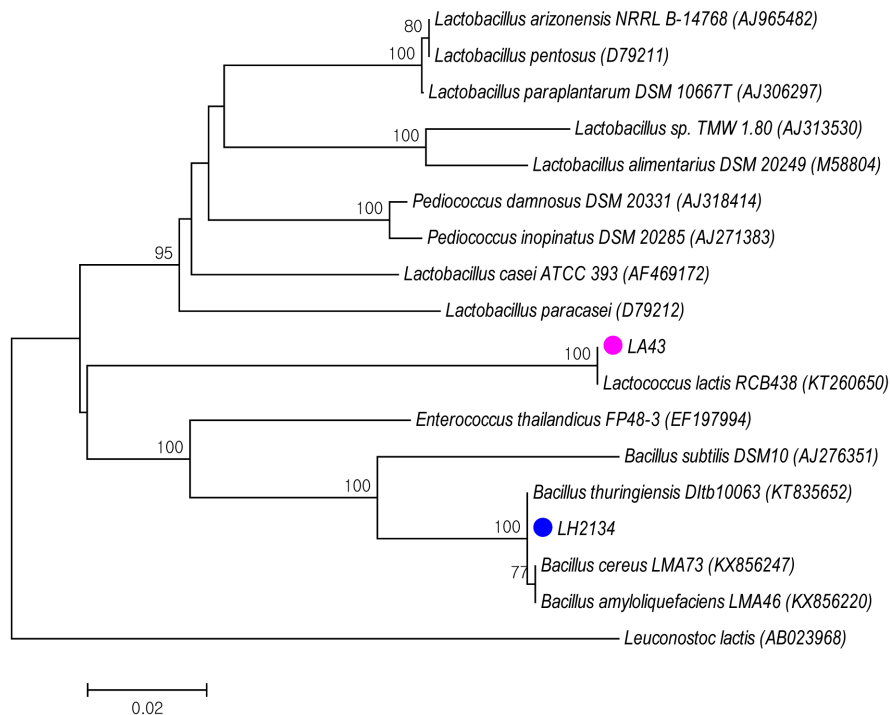 80
Lactobacillus arizonensis NRRL B-14768 (AJ965482)
100
Lactobacillus pentosus (D79211)
Lactobacillus paraplantarum DSM 10667T (AJ306297)
100
Lactobacillus sp. TMW 1.80 (AJ313530)
Lactobacillus alimentarius DSM 20249 (M58804)
100
Pediococcus damnosus DSM 20331 (AJ318414)
Pediococcus inopinatus DSM 20285 (AJ271383)
95
Lactobacillus casei ATCC 393 (AF469172)
Lactobacillus paracasei (D79212)
100
LA43
Lactococcus lactis RCB438 (KT260650)
Enterococcus thailandicus FP48-3 (EF197994)
100
Bacillus subtilis DSM10 (AJ276351)
100
Bacillus thuringiensis DItb10063 (KT835652)
100
LH2134
77
Bacillus cereus LMA73 (KX856247)
Bacillus amyloliquefaciens LMA46 (KX856220)
Leuconostoc lactis (AB023968)
0.02